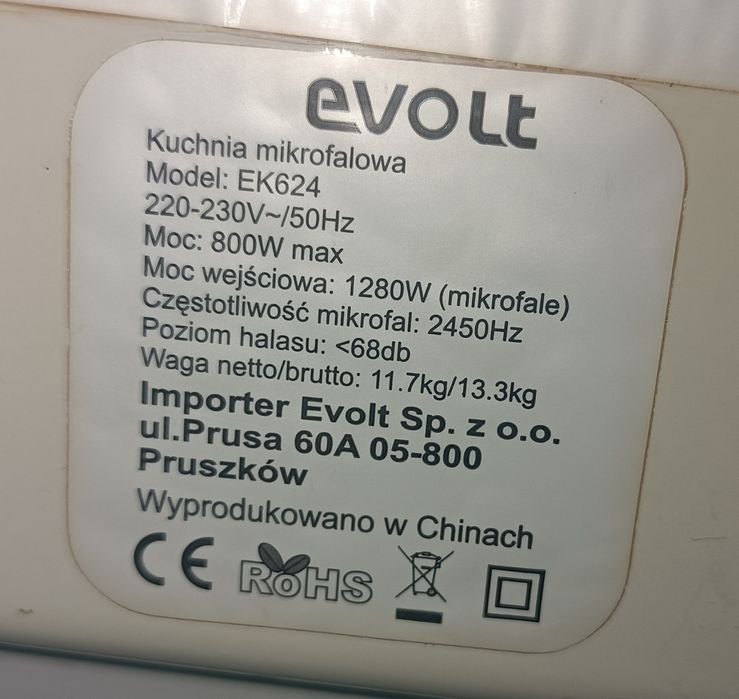 evolt
Kuchnia mikrofalowa
Model: EK624
220-230V~/50Hz
Moc: 800W max
Moc wejściowa: 1280W (mikrofale)
Częstotliwość mikrofal: 2450Hz
Poziom halasu: <68db
Waga netto/brutto: 11.7kg/13.3kg
Importer Evolt Sp. z o.o.
ul.Prusa 60A 05-800
Pruszków
Wyprodukowano w Chinach
CE RoHS